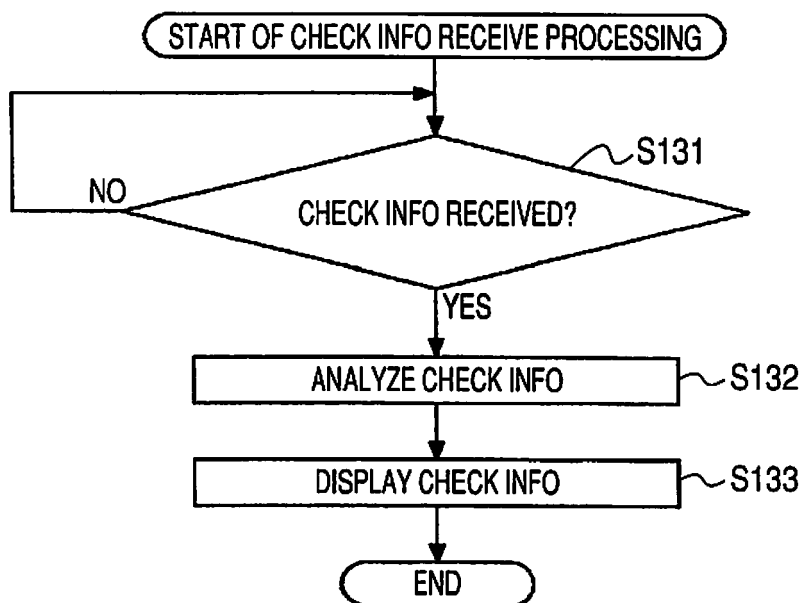 START OF CHECK INFO RECEIVE PROCESSING
S131
NO
CHECK INFO RECEIVED?
YES
ANALYZE CHECK INFO
S132
DISPLAY CHECK INFO
S133
END